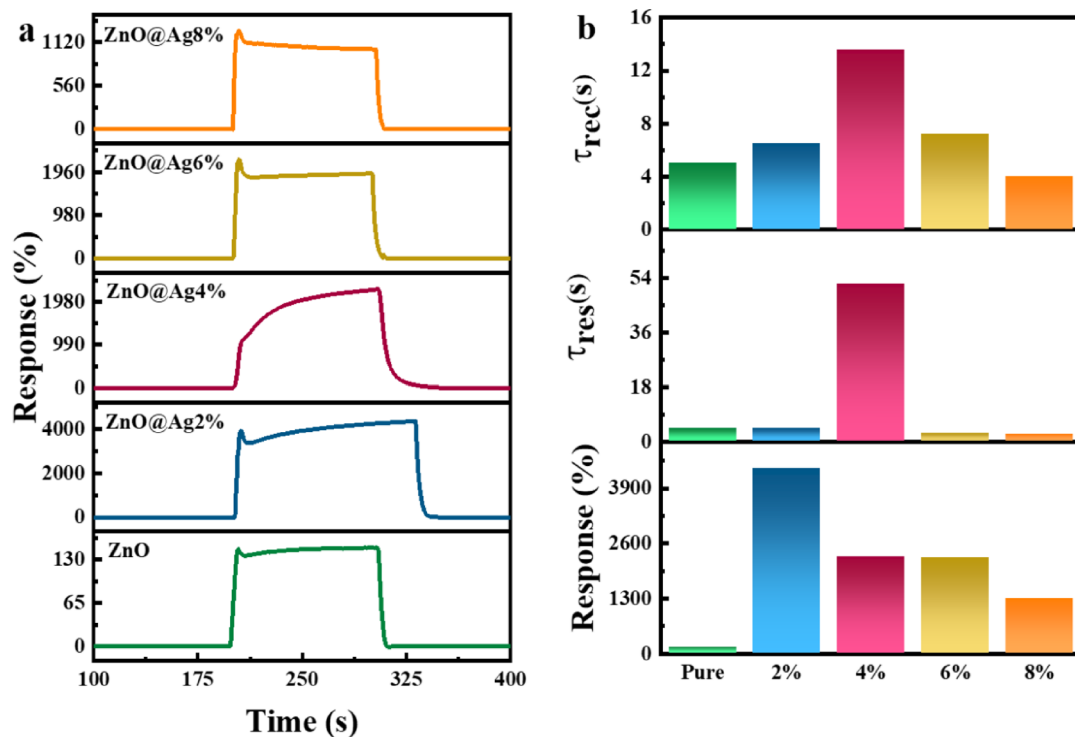 a
ZnO@Ag8%
1120
560
0
ZnO@Ag6%
1960
980
0
ZnO@Ag4%
1980
990
0
ZnO@Ag2%
4000
2000
0
ZnO
130
65
0
Response (%)
100 175 250 325 400
Time (s)
b
16
12
8
4
0
τrec(s)
54
36
18
0
τres(s)
3900
2600
1300
0
Response (%)
Pure 2% 4% 6% 8%